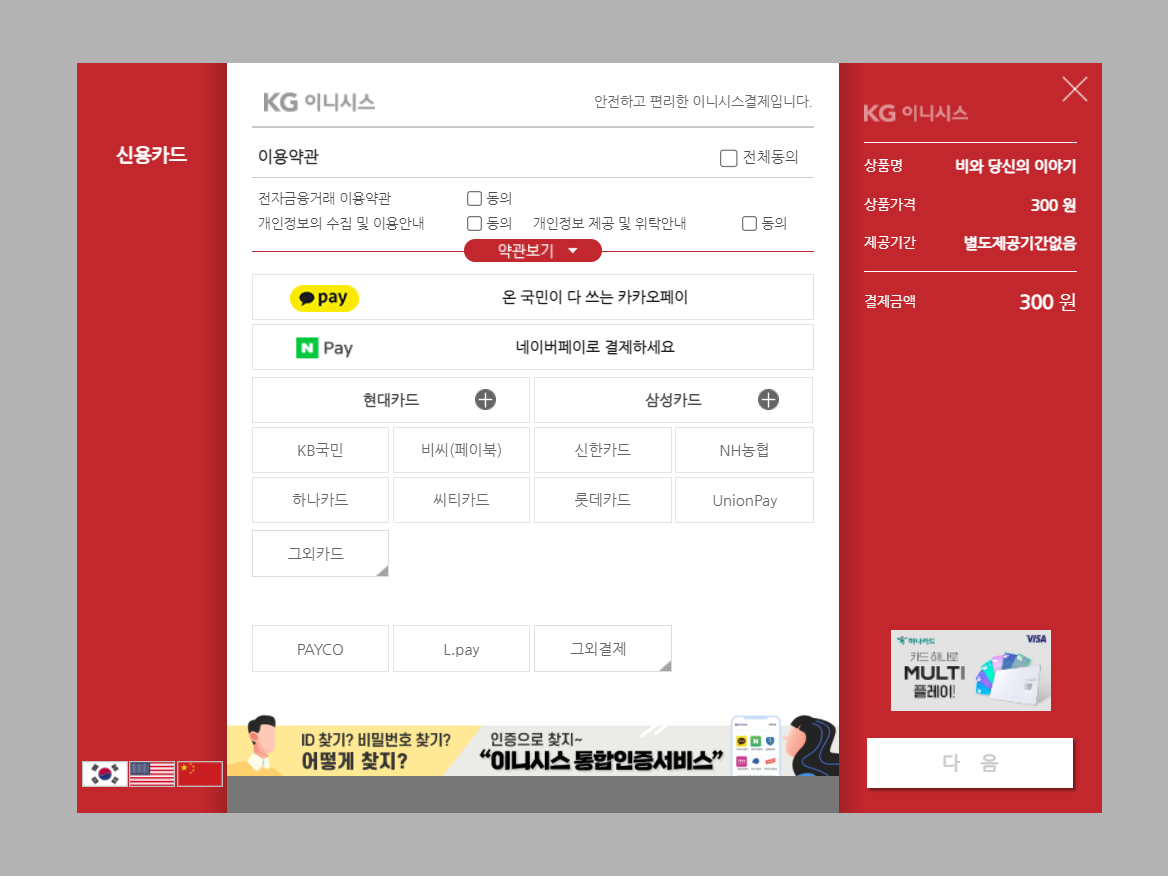 신용카드
KG 이니시스
안전하고 편리한 이니시스결제입니다.
이용약관
전체동의
전자금융거래 이용약관
동의
개인정보의 수집 및 이용안내
동의
개인정보 제공 및 위탁안내
동의
약관보기
pay
온 국민이 다 쓰는 카카오페이
N Pay
네이버페이로 결제하세요
현대카드
삼성카드
KB국민
비씨(페이북)
신한카드
NH농협
하나카드
씨티카드
롯데카드
UnionPay
그외카드
PAYCO
L.pay
그외결제
ID 찾기? 비밀번호 찾기?
어떻게 찾지?
인증으로 찾지~
“이니시스 통합인증서비스”
KG 이니시스
상품명
비와 당신의 이야기
상품가격
300 원
제공기간
별도제공기간없음
결제금액
300 원
하나카드
VISA
카드 하나로
MULTI
플레이!
다 음